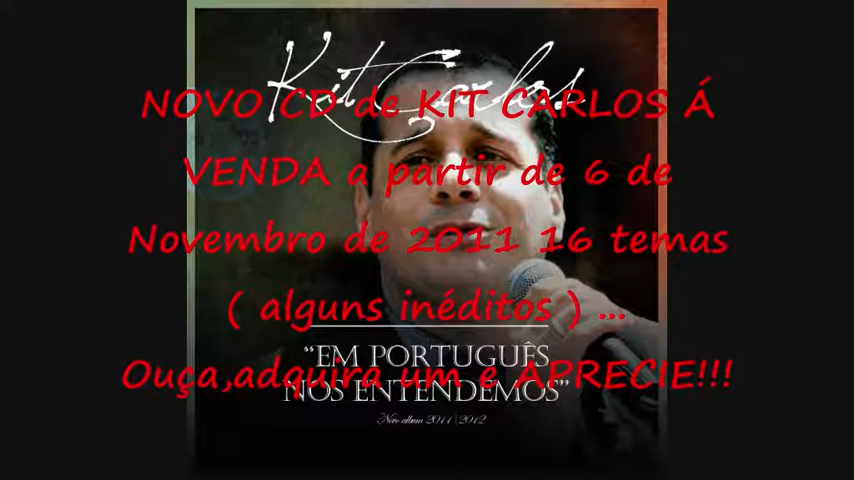 Kit Carlos
NOVO CD de KIT CARLOS Á
VENDA a partir de 6 de
Novembro de 2011 16 temas
( alguns inéditos ) ...
"EM PORTUGUÊS
Ouça,adquira um e APRECIE!!!
NOS ENTENDEMOS"
Novo album 2011|2012